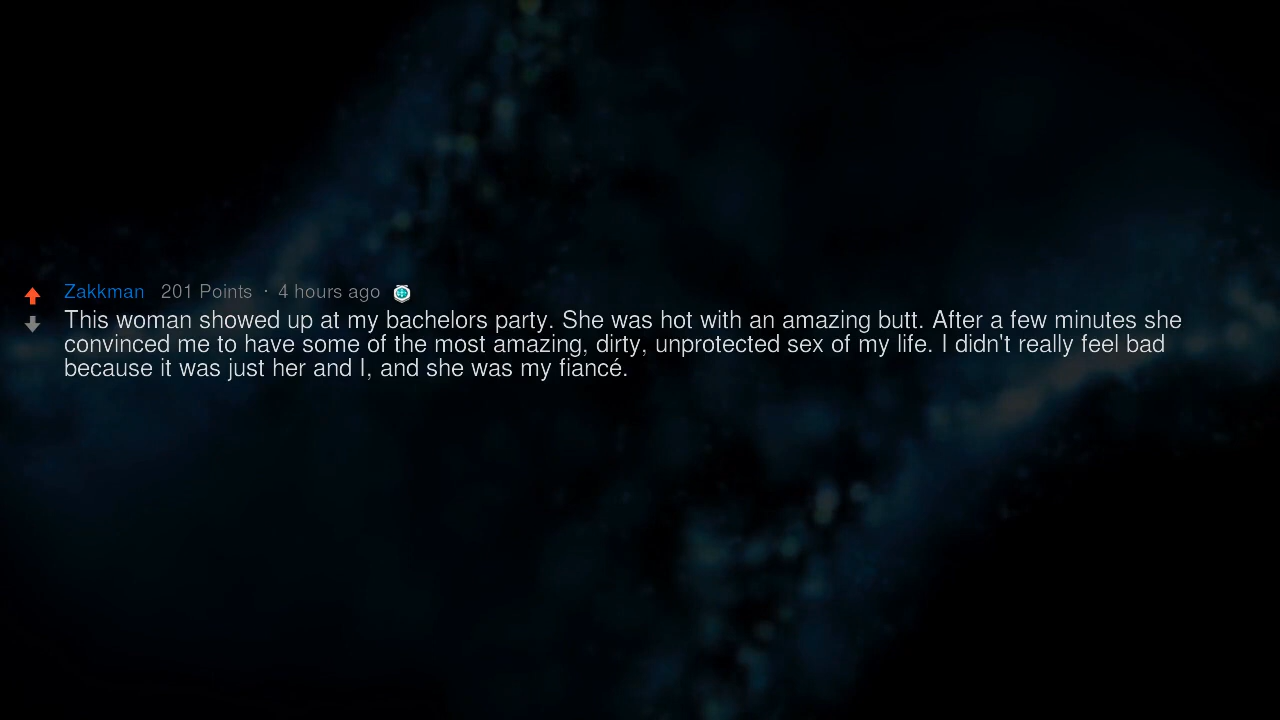 Zakkman 201 Points · 4 hours ago
This woman showed up at my bachelors party. She was hot with an amazing butt. After a few minutes she
convinced me to have some of the most amazing, dirty, unprotected sex of my life. I didn't really feel bad
because it was just her and I, and she was my fiancé.